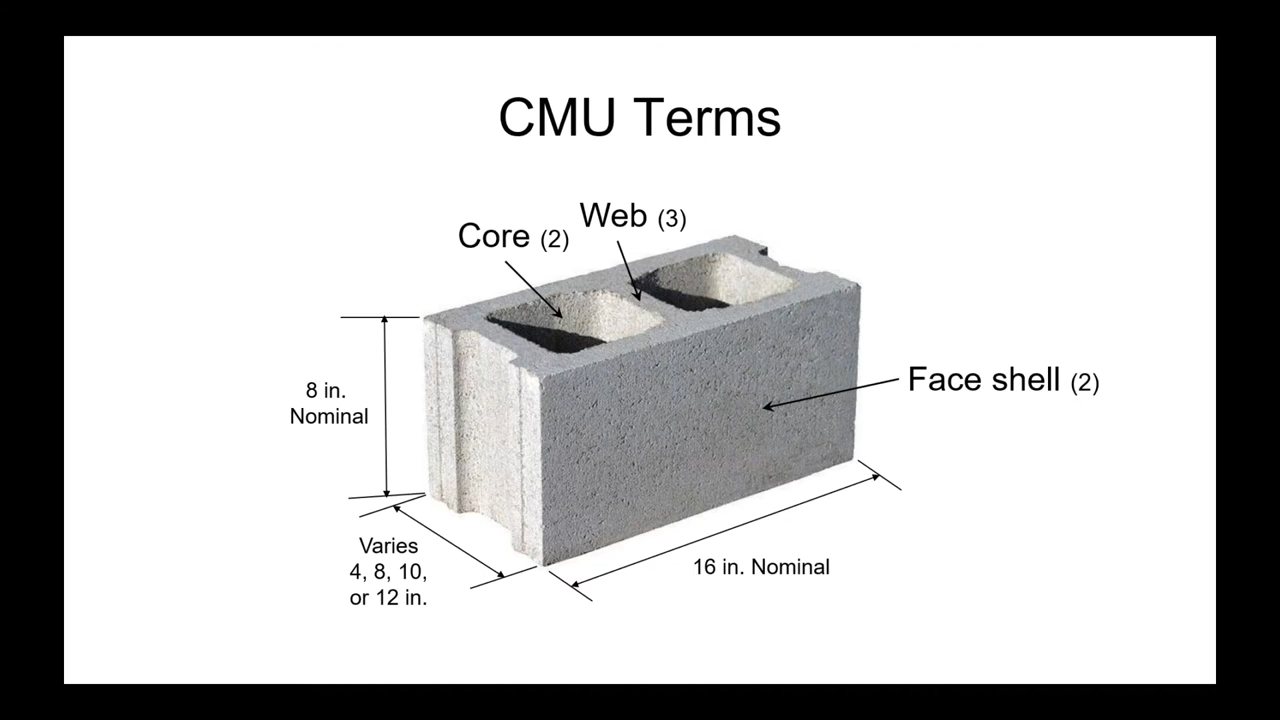 CMU Terms
Web (3)
Core (2)
Face shell (2)
8 in.
Nominal
Varies
4, 8, 10,
or 12 in.
16 in. Nominal